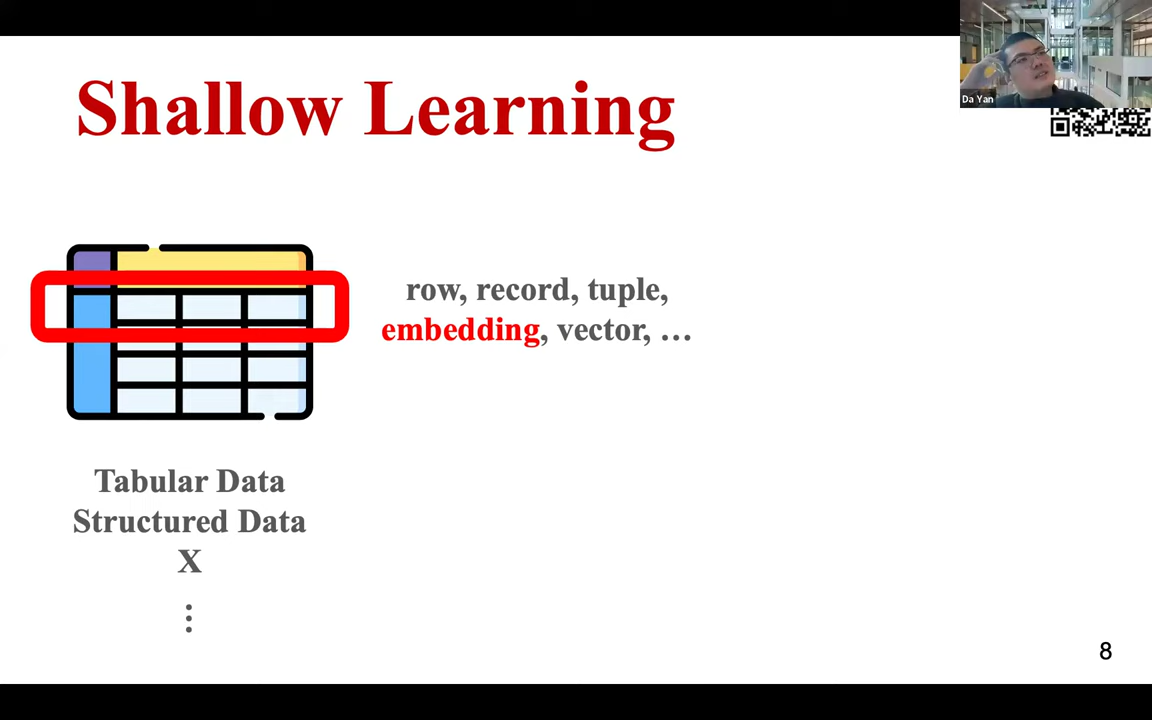 Shallow Learning
Da Yan
row, record, tuple,
embedding, vector, …
Tabular Data
Structured Data
X
⋮
8